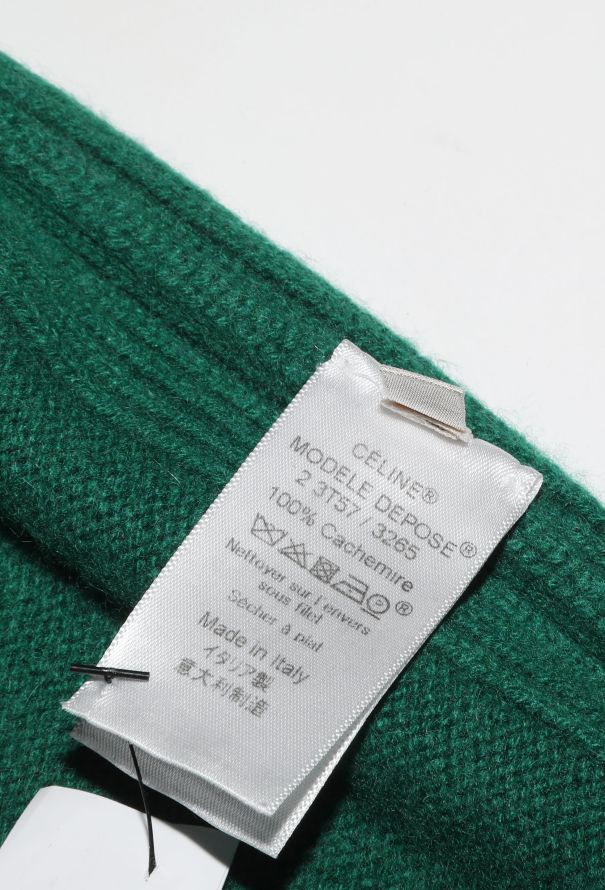 CÉLINE®
MODELE DEPOSE®
2 3T57 / 3265
100% Cachemire
Nettoyer sur l'envers
sous filet
Sécher à plat
Made in Italy
イタリア製
意大利制造